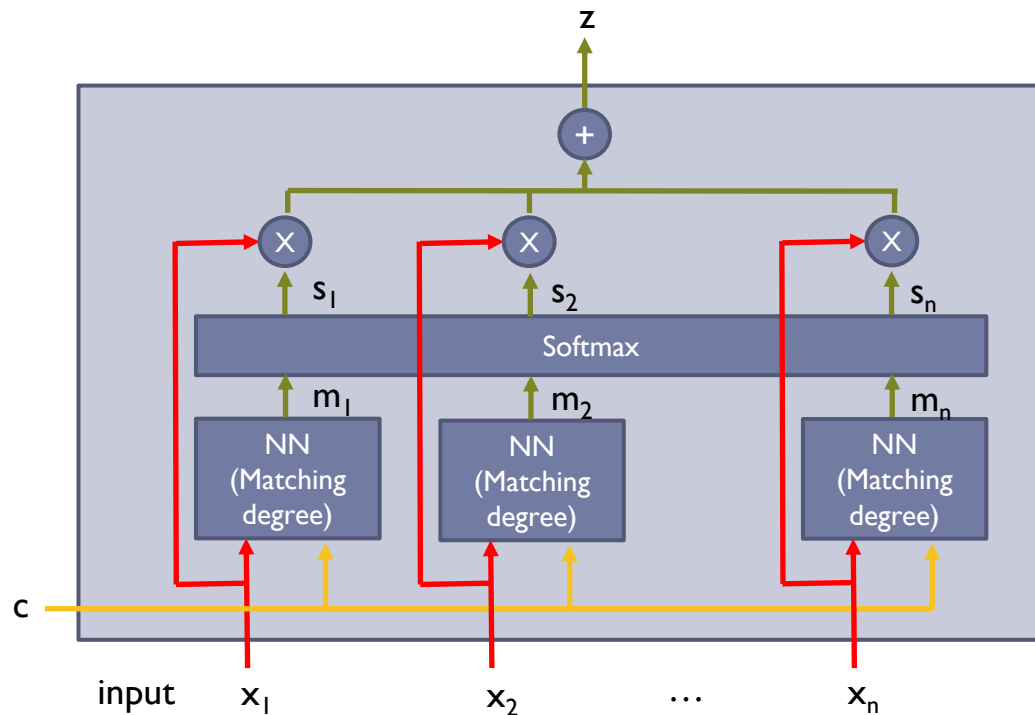 z
+
X X X
s1 s2 sn
Softmax
m1 m2 mn
NN NN NN
(Matching (Matching (Matching
degree) degree) degree)
c
input x1 x2 ... xn